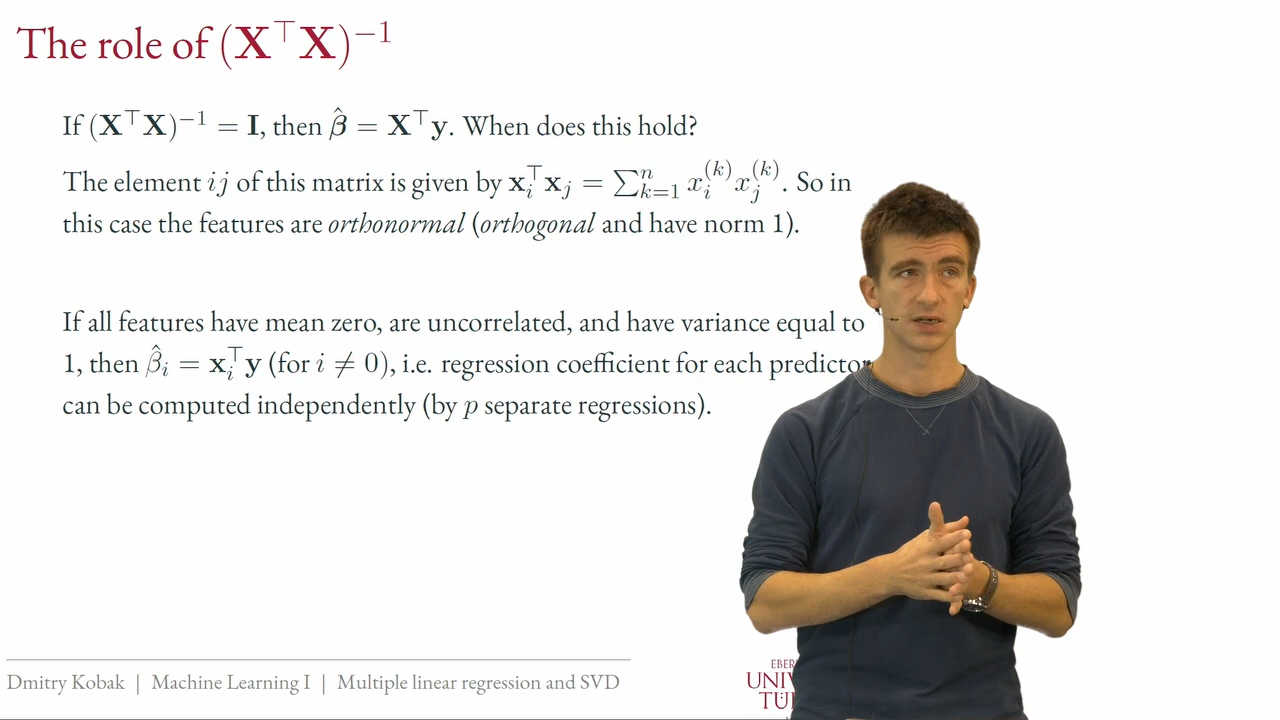 The role of (X⊤X)⁻¹
If (X⊤X)⁻¹ = I, then β̂ = X⊤y. When does this hold?
The element ij of this matrix is given by xᵢ⊤xⱼ = ∑ₖ₌₁ⁿ xᵢ⁽ᵏ⁾xⱼ⁽ᵏ⁾. So in
this case the features are orthonormal (orthogonal and have norm 1).
If all features have mean zero, are uncorrelated, and have variance equal to
1, then β̂ᵢ = xᵢ⊤y (for i ≠ 0), i.e. regression coefficient for each predictor
can be computed independently (by p separate regressions).
Dmitry Kobak | Machine Learning I | Multiple linear regression and SVD